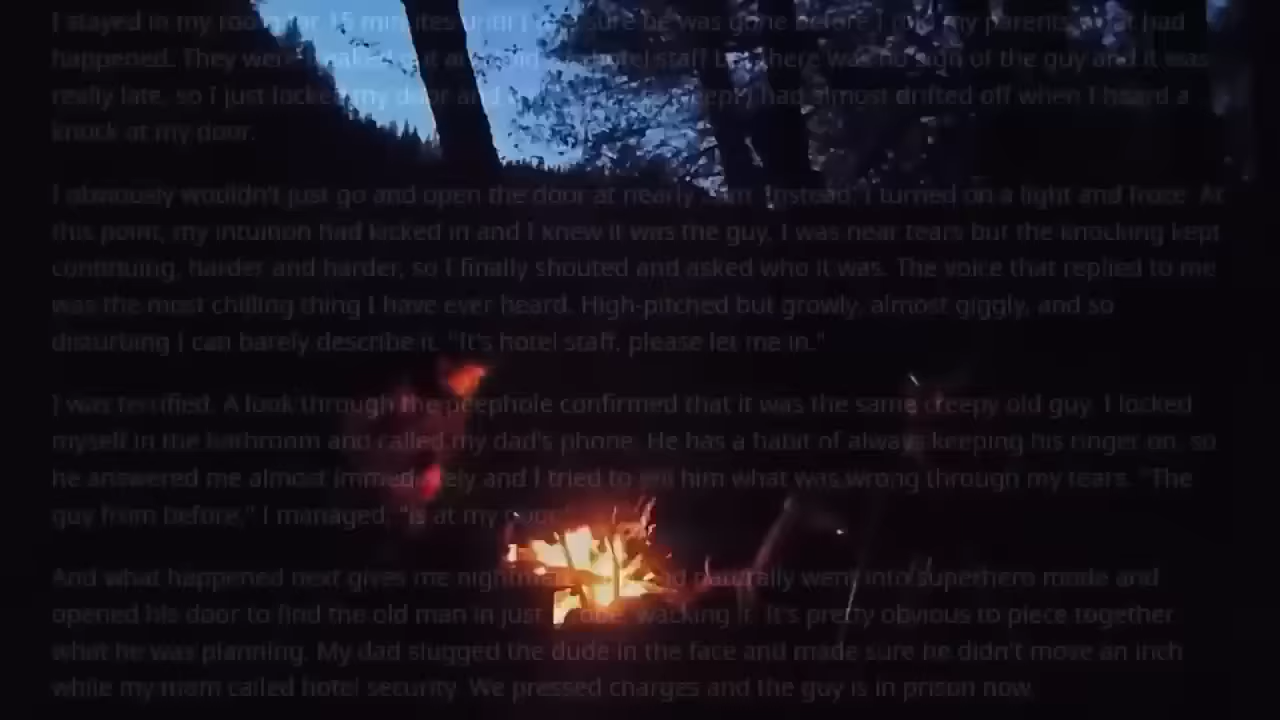 I stayed in my room for 15 minutes until I was sure he was gone before I told my parents what had
happened. They were freaked out and told the hotel staff but there was no sign of the guy and it was
really late, so I just locked my door and sleep. I had almost drifted off when I heard a
knock at my door.
I obviously wouldn't just go and open the door at nearly am. Instead, I turned on a light and froze. At
this point, my intuition had kicked in and I knew it was the guy. I was near tears but the knocking kept
continuing, harder and harder, so I finally shouted and asked who it was. The voice that replied to me
was the most chilling thing I have ever heard. High-pitched but growly, almost giggly, and so
disturbing I can barely describe it. "It's hotel staff, please let me in."
I was terrified. A look through the peephole confirmed that it was the same creepy old guy. I locked
myself in the bathroom and called my dad's phone. He has a habit of always keeping his ringer on, so
he answered me almost immediately and I tried to tell him what was wrong through my tears. "The
guy from before," I managed, "is at my door."
And what happened next gives me nightmares. dad naturally went into superhero mode and
opened his door to find the old man in just a robe, wacking it. It's pretty obvious to piece together
what he was planning. My dad slugged the dude in the face and made sure he didn't move an inch
while my mom called hotel security. We pressed charges and the guy is in prison now.